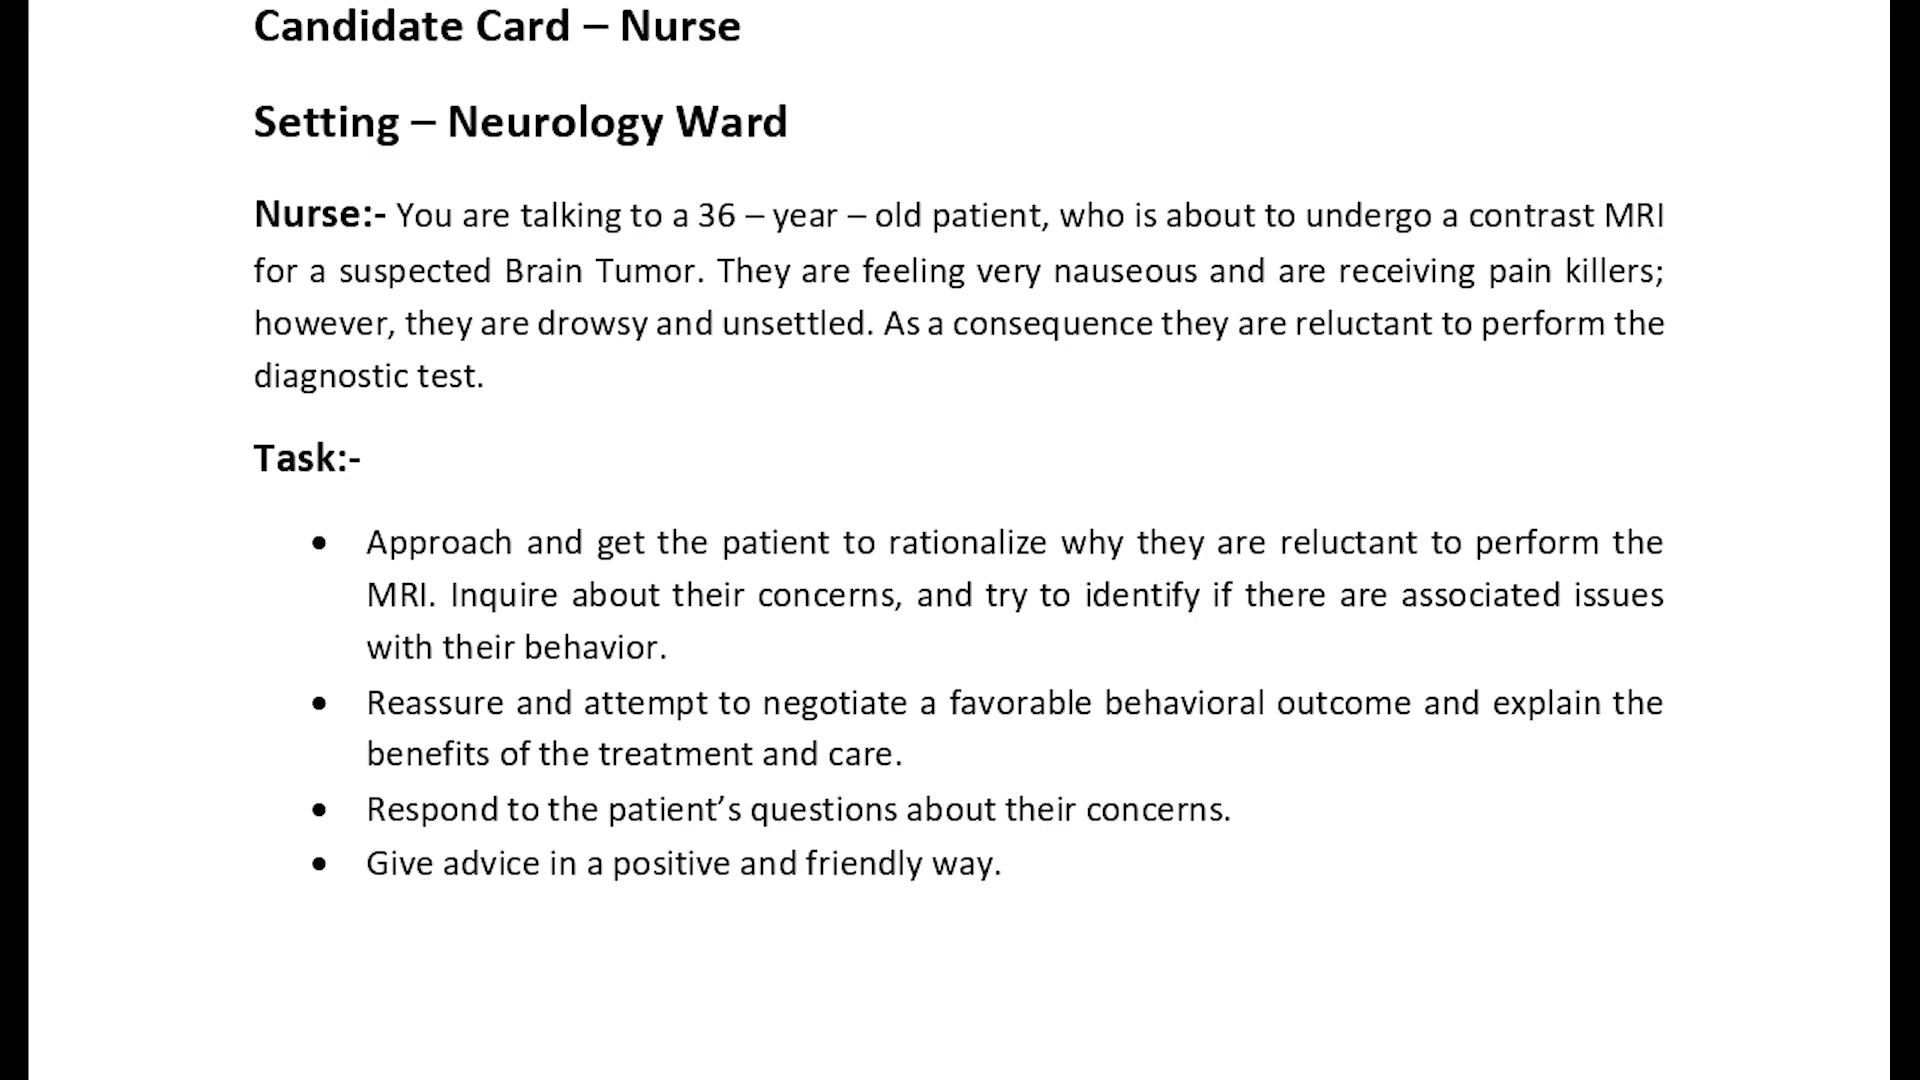 Candidate Card – Nurse
Setting – Neurology Ward
Nurse:- You are talking to a 36 – year – old patient, who is about to undergo a contrast MRI
for a suspected Brain Tumor. They are feeling very nauseous and are receiving pain killers;
however, they are drowsy and unsettled. As a consequence they are reluctant to perform the
diagnostic test.
Task:-
• Approach and get the patient to rationalize why they are reluctant to perform the
MRI. Inquire about their concerns, and try to identify if there are associated issues
with their behavior.
• Reassure and attempt to negotiate a favorable behavioral outcome and explain the
benefits of the treatment and care.
• Respond to the patient’s questions about their concerns.
• Give advice in a positive and friendly way.